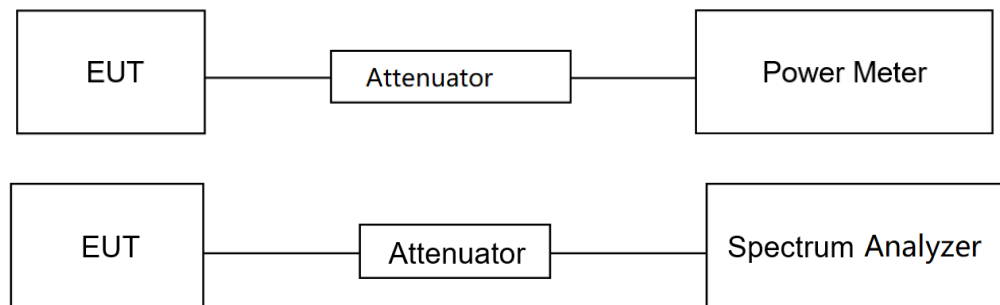 EUT
Attenuator
Power Meter
EUT
Attenuator
Spectrum Analyzer